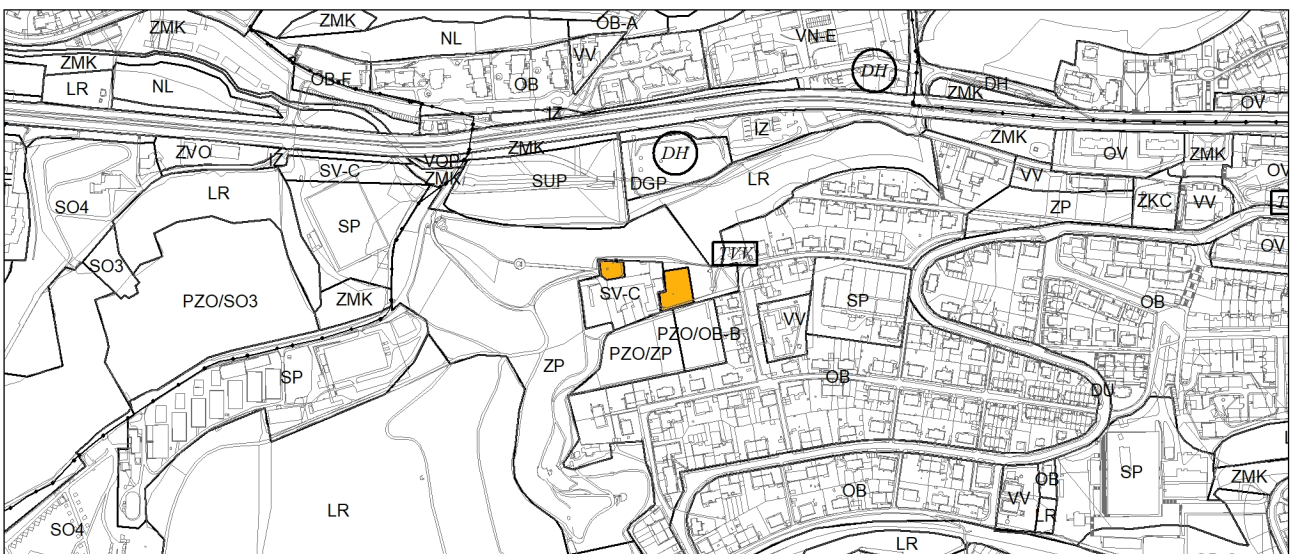 OB-A
ZMK
ZMK
NL
VV
VN-E
ZMK
LR
NL
OB-E
OB
DH
DH
ZMK
OV
IZ
IZ
ZVO
IZ
SV-C
VOP
ZMK
ZMK
SUP
DH
DGP
LR
ZMK
OV
ZMK
OV
VV
ZP
ZKC
VV
OV
LR
SO4
SP
SO3
PZO/SO3
ZMK
TVK
SV-C
SP
OB
PZO/OB-B
VV
PZO/ZP
ZP
SP
OB
DU
LR
SP
OB
VV
OB
LR
ZMK
SO4
LR